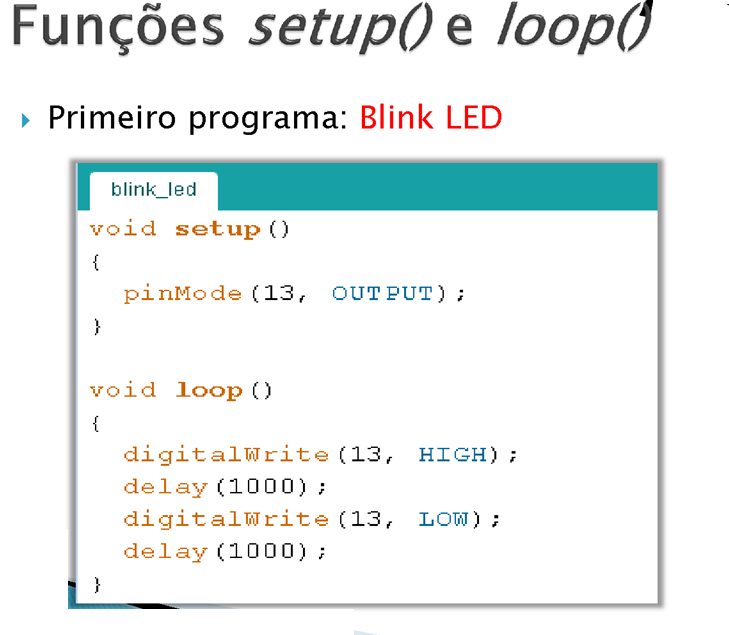 Funções setup() e loop()
Primeiro programa: Blink LED
blink_led
void setup()
{
pinMode(13, OUTPUT);
}
void loop()
{
digitalWrite(13, HIGH);
delay(1000);
digitalWrite(13, LOW);
delay(1000);
}